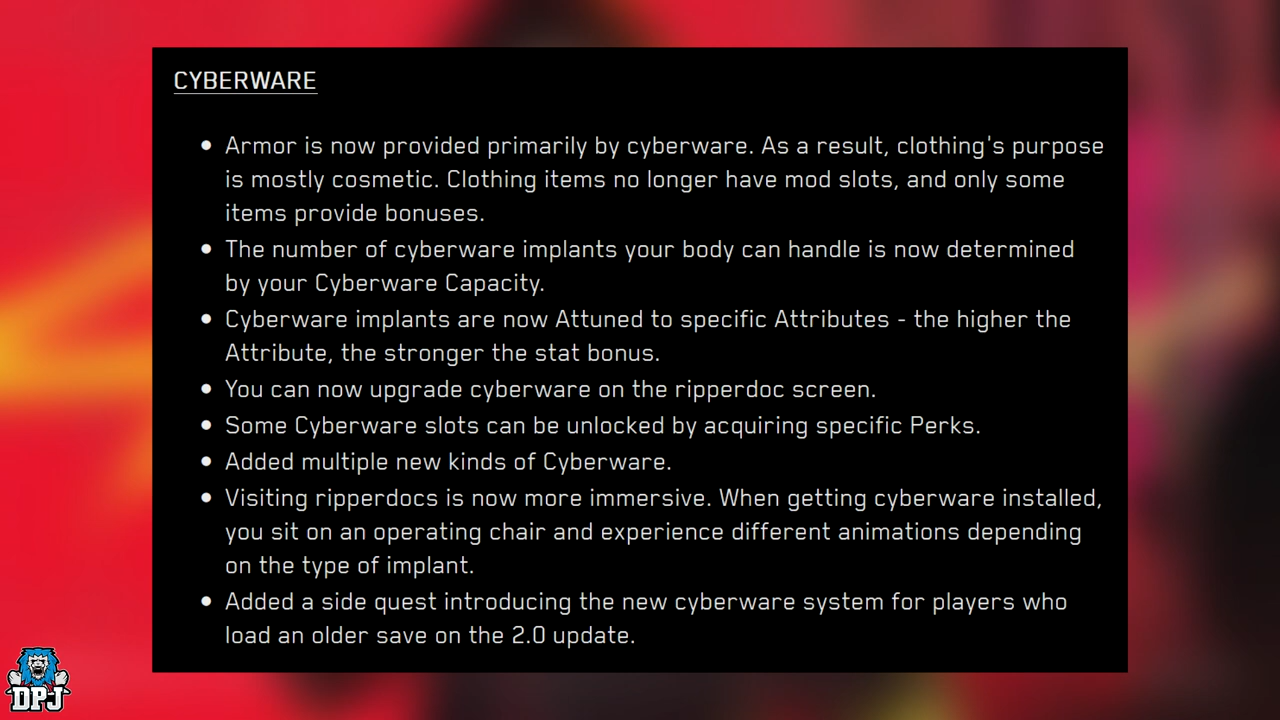 CYBERWARE
• Armor is now provided primarily by cyberware. As a result, clothing's purpose
is mostly cosmetic. Clothing items no longer have mod slots, and only some
items provide bonuses.
• The number of cyberware implants your body can handle is now determined
by your Cyberware Capacity.
• Cyberware implants are now Attuned to specific Attributes - the higher the
Attribute, the stronger the stat bonus.
• You can now upgrade cyberware on the ripperdoc screen.
• Some Cyberware slots can be unlocked by acquiring specific Perks.
• Added multiple new kinds of Cyberware.
• Visiting ripperdocs is now more immersive. When getting cyberware installed,
you sit on an operating chair and experience different animations depending
on the type of implant.
• Added a side quest introducing the new cyberware system for players who
load an older save on the 2.0 update.
DPJ